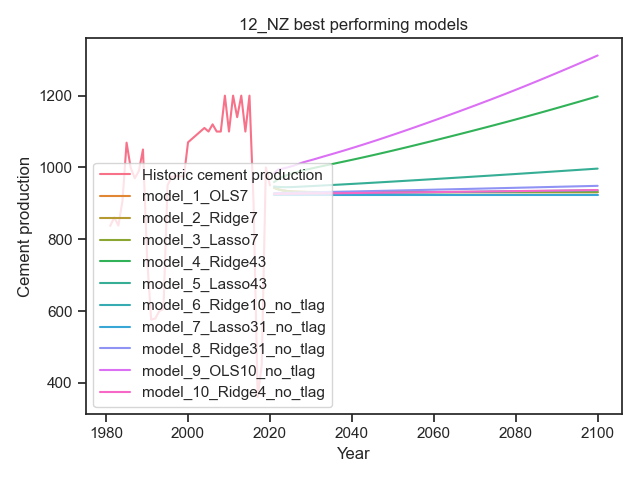 12_NZ best performing models
Cement production
1200
1000
800
600
400
Historic cement production
model_1_OLS7
model_2_Ridge7
model_3_Lasso7
model_4_Ridge43
model_5_Lasso43
model_6_Ridge10_no_tlag
model_7_Lasso31_no_tlag
model_8_Ridge31_no_tlag
model_9_OLS10_no_tlag
model_10_Ridge4_no_tlag
1980 2000 2020 2040 2060 2080 2100
Year